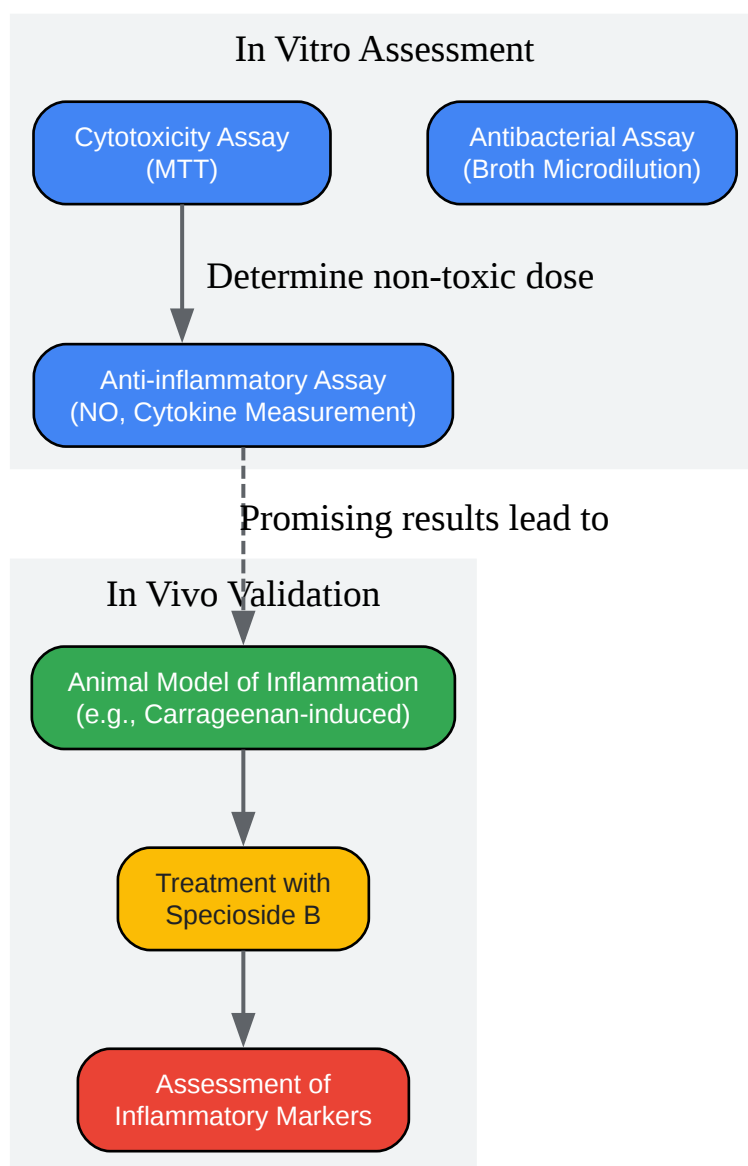 In Vitro Assessment
Cytotoxicity Assay
(MTT)
Antibacterial Assay
(Broth Microdilution)
Determine non-toxic dose
Anti-inflammatory Assay
(NO, Cytokine Measurement)
Promising results lead to
In Vivo Validation
Animal Model of Inflammation
(e.g., Carrageenan-induced)
Treatment with
Specioside B
Assessment of
Inflammatory Markers